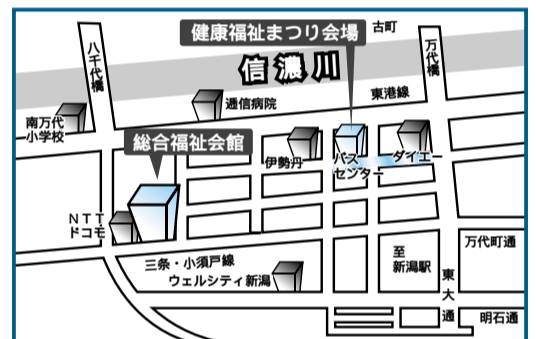 健康福祉まつり会場
古町
八千代橋
万代橋
信濃川
逓信病院
東港線
南万代
小学校
総合福祉会館
伊勢丹
バス
センター
ダイエー
NTT
ドコモ
三条・小須戸線
ウェルシティ新潟
至
新潟駅
万代町通
東大通
明石通